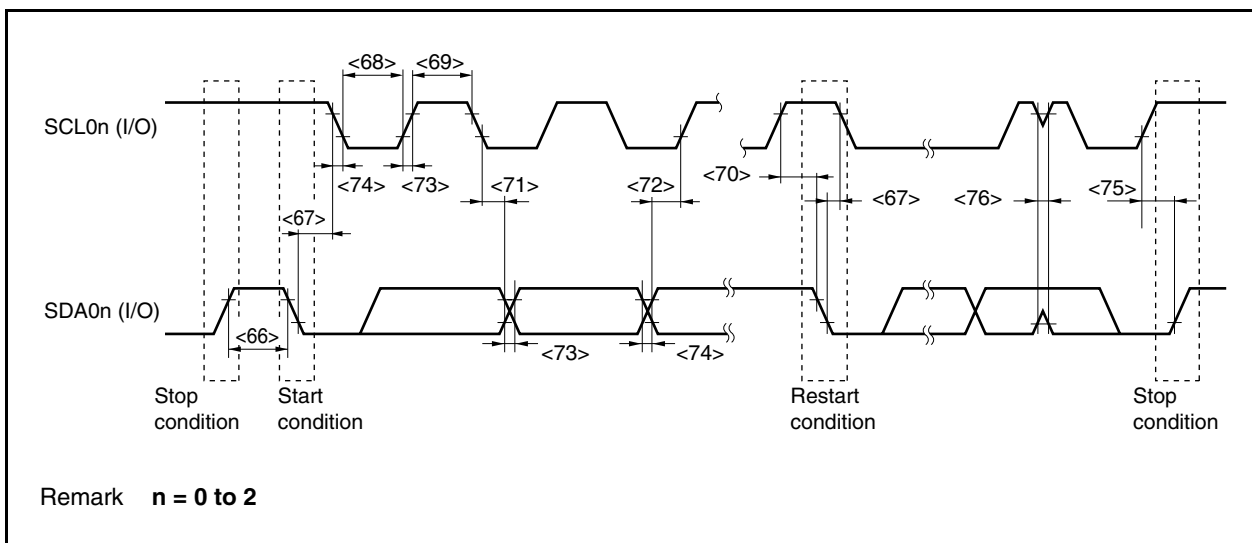 <68> <69>
SCL0n (I/O)
<74> <73> <71> <72> <70> <67> <76> <75>
<67>
SDA0n (I/O)
<66> <73> <74>
Stop condition
Start condition
Restart condition
Stop condition
Remark n = 0 to 2